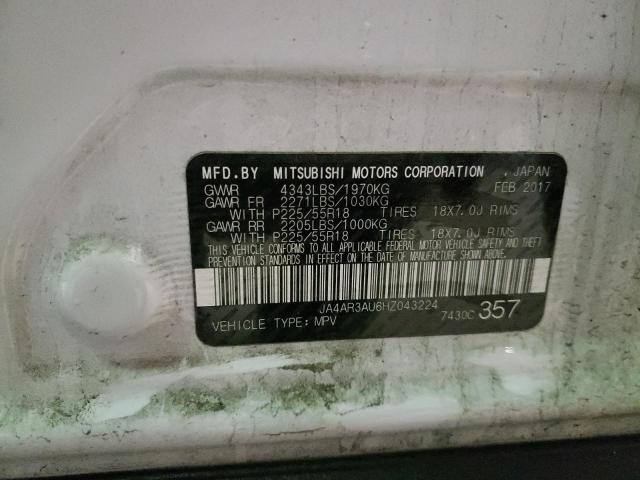 MFD.BY MITSUBISHI MOTORS CORPORATION , JAPAN
GVWR 4343LBS/1970KG FEB 2017
GAWR FR 2271LBS/1030KG
WITH P225/55R18 TIRES 18X7.0J RIMS
GAWR RR 2205LBS/1000KG
WITH P225/55R18 TIRES 18X7.0J RIMS
THIS VEHICLE CONFORMS TO ALL APPLICABLE FEDERAL MOTOR VEHICLE SAFETY AND THEFT
PREVENTION STANDARDS IN EFFECT ON THE DATE OF MANUFACTURE SHOWN ABOVE.
JA4AR3AU6HZ043224
VEHICLE TYPE: MPV 7430C 357